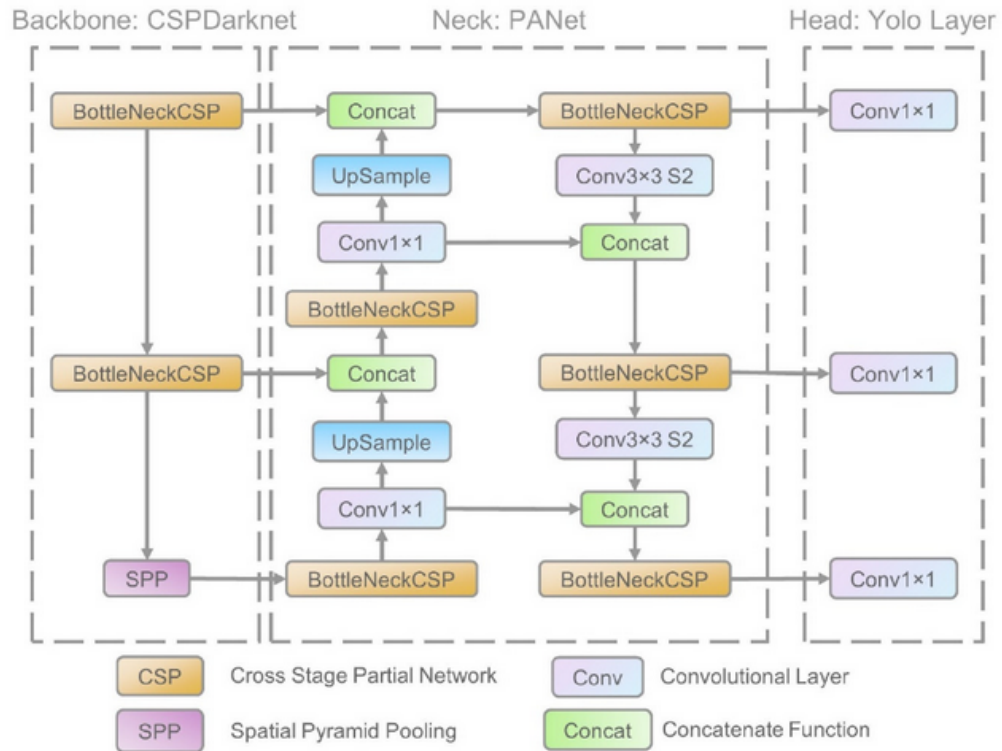 Backbone: CSPDarknet Neck: PANet Head: Yolo Layer
BottleNeckCSP Concat BottleNeckCSP Conv1×1
UpSample Conv3×3 S2
Conv1×1 Concat
BottleNeckCSP
BottleNeckCSP Concat BottleNeckCSP Conv1×1
UpSample Conv3×3 S2
Conv1×1 Concat
SPP BottleNeckCSP BottleNeckCSP Conv1×1
CSP Cross Stage Partial Network Conv Convolutional Layer
SPP Spatial Pyramid Pooling Concat Concatenate Function